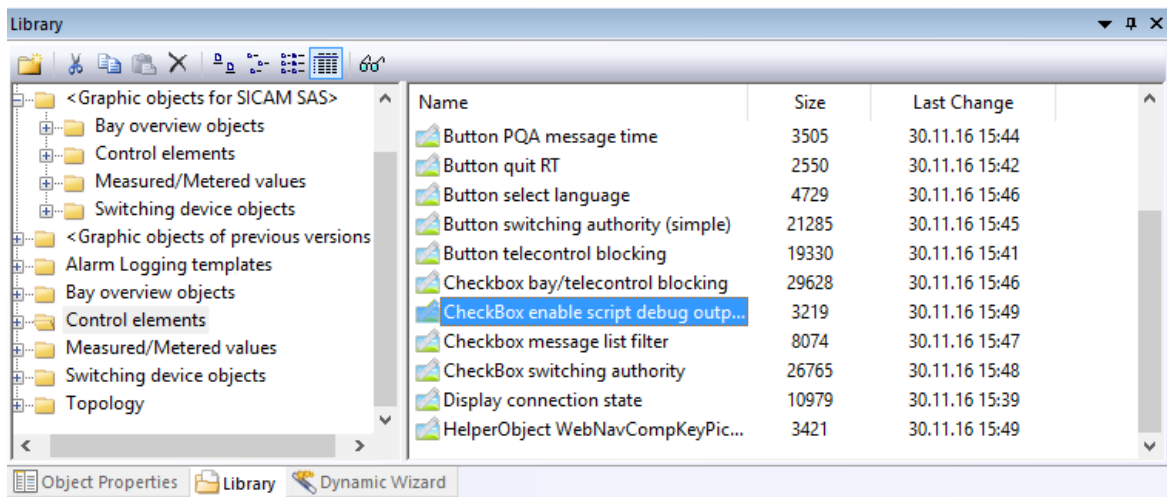 Library
<Graphic objects for SICAM SAS>
Bay overview objects
Control elements
Measured/Metered values
Switching device objects
<Graphic objects of previous versions
Alarm Logging templates
Bay overview objects
Control elements
Measured/Metered values
Switching device objects
Topology
Name Size Last Change
Button PQA message time 3505 30.11.16 15:44
Button quit RT 2550 30.11.16 15:42
Button select language 4729 30.11.16 15:46
Button switching authority (simple) 21285 30.11.16 15:45
Button telecontrol blocking 19330 30.11.16 15:41
Checkbox bay/telecontrol blocking 29628 30.11.16 15:46
CheckBox enable script debug outp... 3219 30.11.16 15:49
Checkbox message list filter 8074 30.11.16 15:47
CheckBox switching authority 26765 30.11.16 15:48
Display connection state 10979 30.11.16 15:39
HelperObject WebNavCompKeyPic... 3421 30.11.16 15:49
Object Properties Library Dynamic Wizard